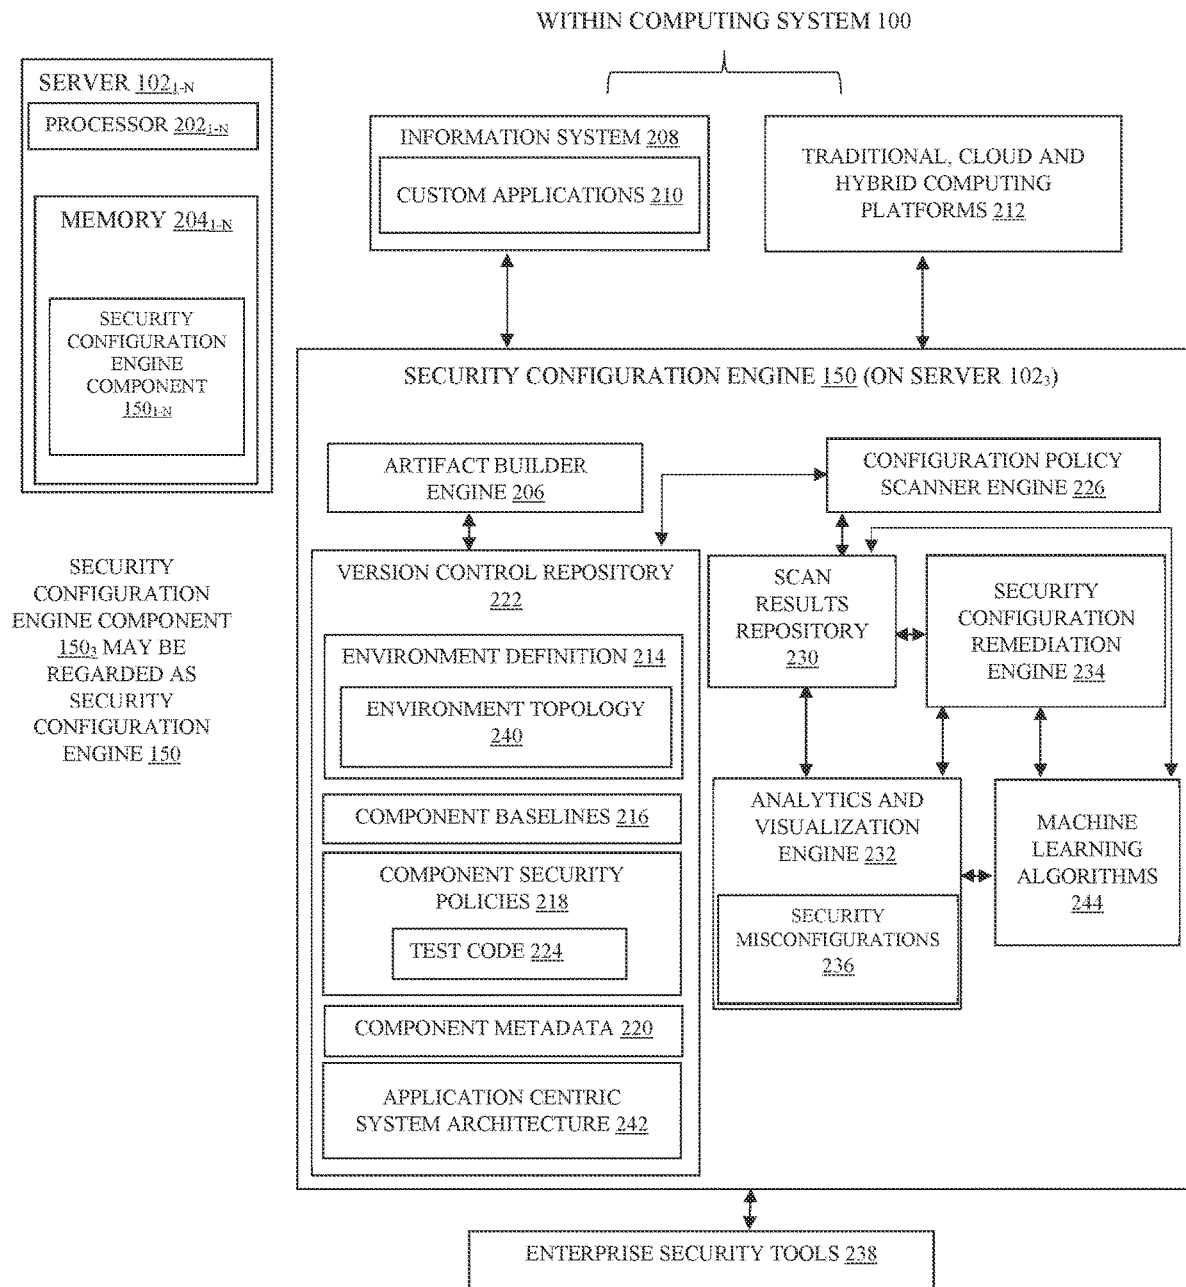 WITHIN COMPUTING SYSTEM 100
SERVER 102₁₋N
PROCESSOR 202₁₋N
MEMORY 204₁₋N
SECURITY
CONFIGURATION
ENGINE
COMPONENT
150₁₋N
INFORMATION SYSTEM 208
CUSTOM APPLICATIONS 210
TRADITIONAL, CLOUD AND
HYBRID COMPUTING
PLATFORMS 212
SECURITY
CONFIGURATION
ENGINE COMPONENT
150₃ MAY BE
REGARDED AS
SECURITY
CONFIGURATION
ENGINE 150
SECURITY CONFIGURATION ENGINE 150 (ON SERVER 102₃)
ARTIFACT BUILDER
ENGINE 206
CONFIGURATION POLICY
SCANNER ENGINE 226
VERSION CONTROL REPOSITORY
222
ENVIRONMENT DEFINITION 214
ENVIRONMENT TOPOLOGY
240
COMPONENT BASELINES 216
COMPONENT SECURITY
POLICIES 218
TEST CODE 224
COMPONENT METADATA 220
APPLICATION CENTRIC
SYSTEM ARCHITECTURE 242
SCAN
RESULTS
REPOSITORY
230
SECURITY
CONFIGURATION
REMEDIATION
ENGINE 234
ANALYTICS AND
VISUALIZATION
ENGINE 232
SECURITY
MISCONFIGURATIONS
236
MACHINE
LEARNING
ALGORITHMS
244
ENTERPRISE SECURITY TOOLS 238